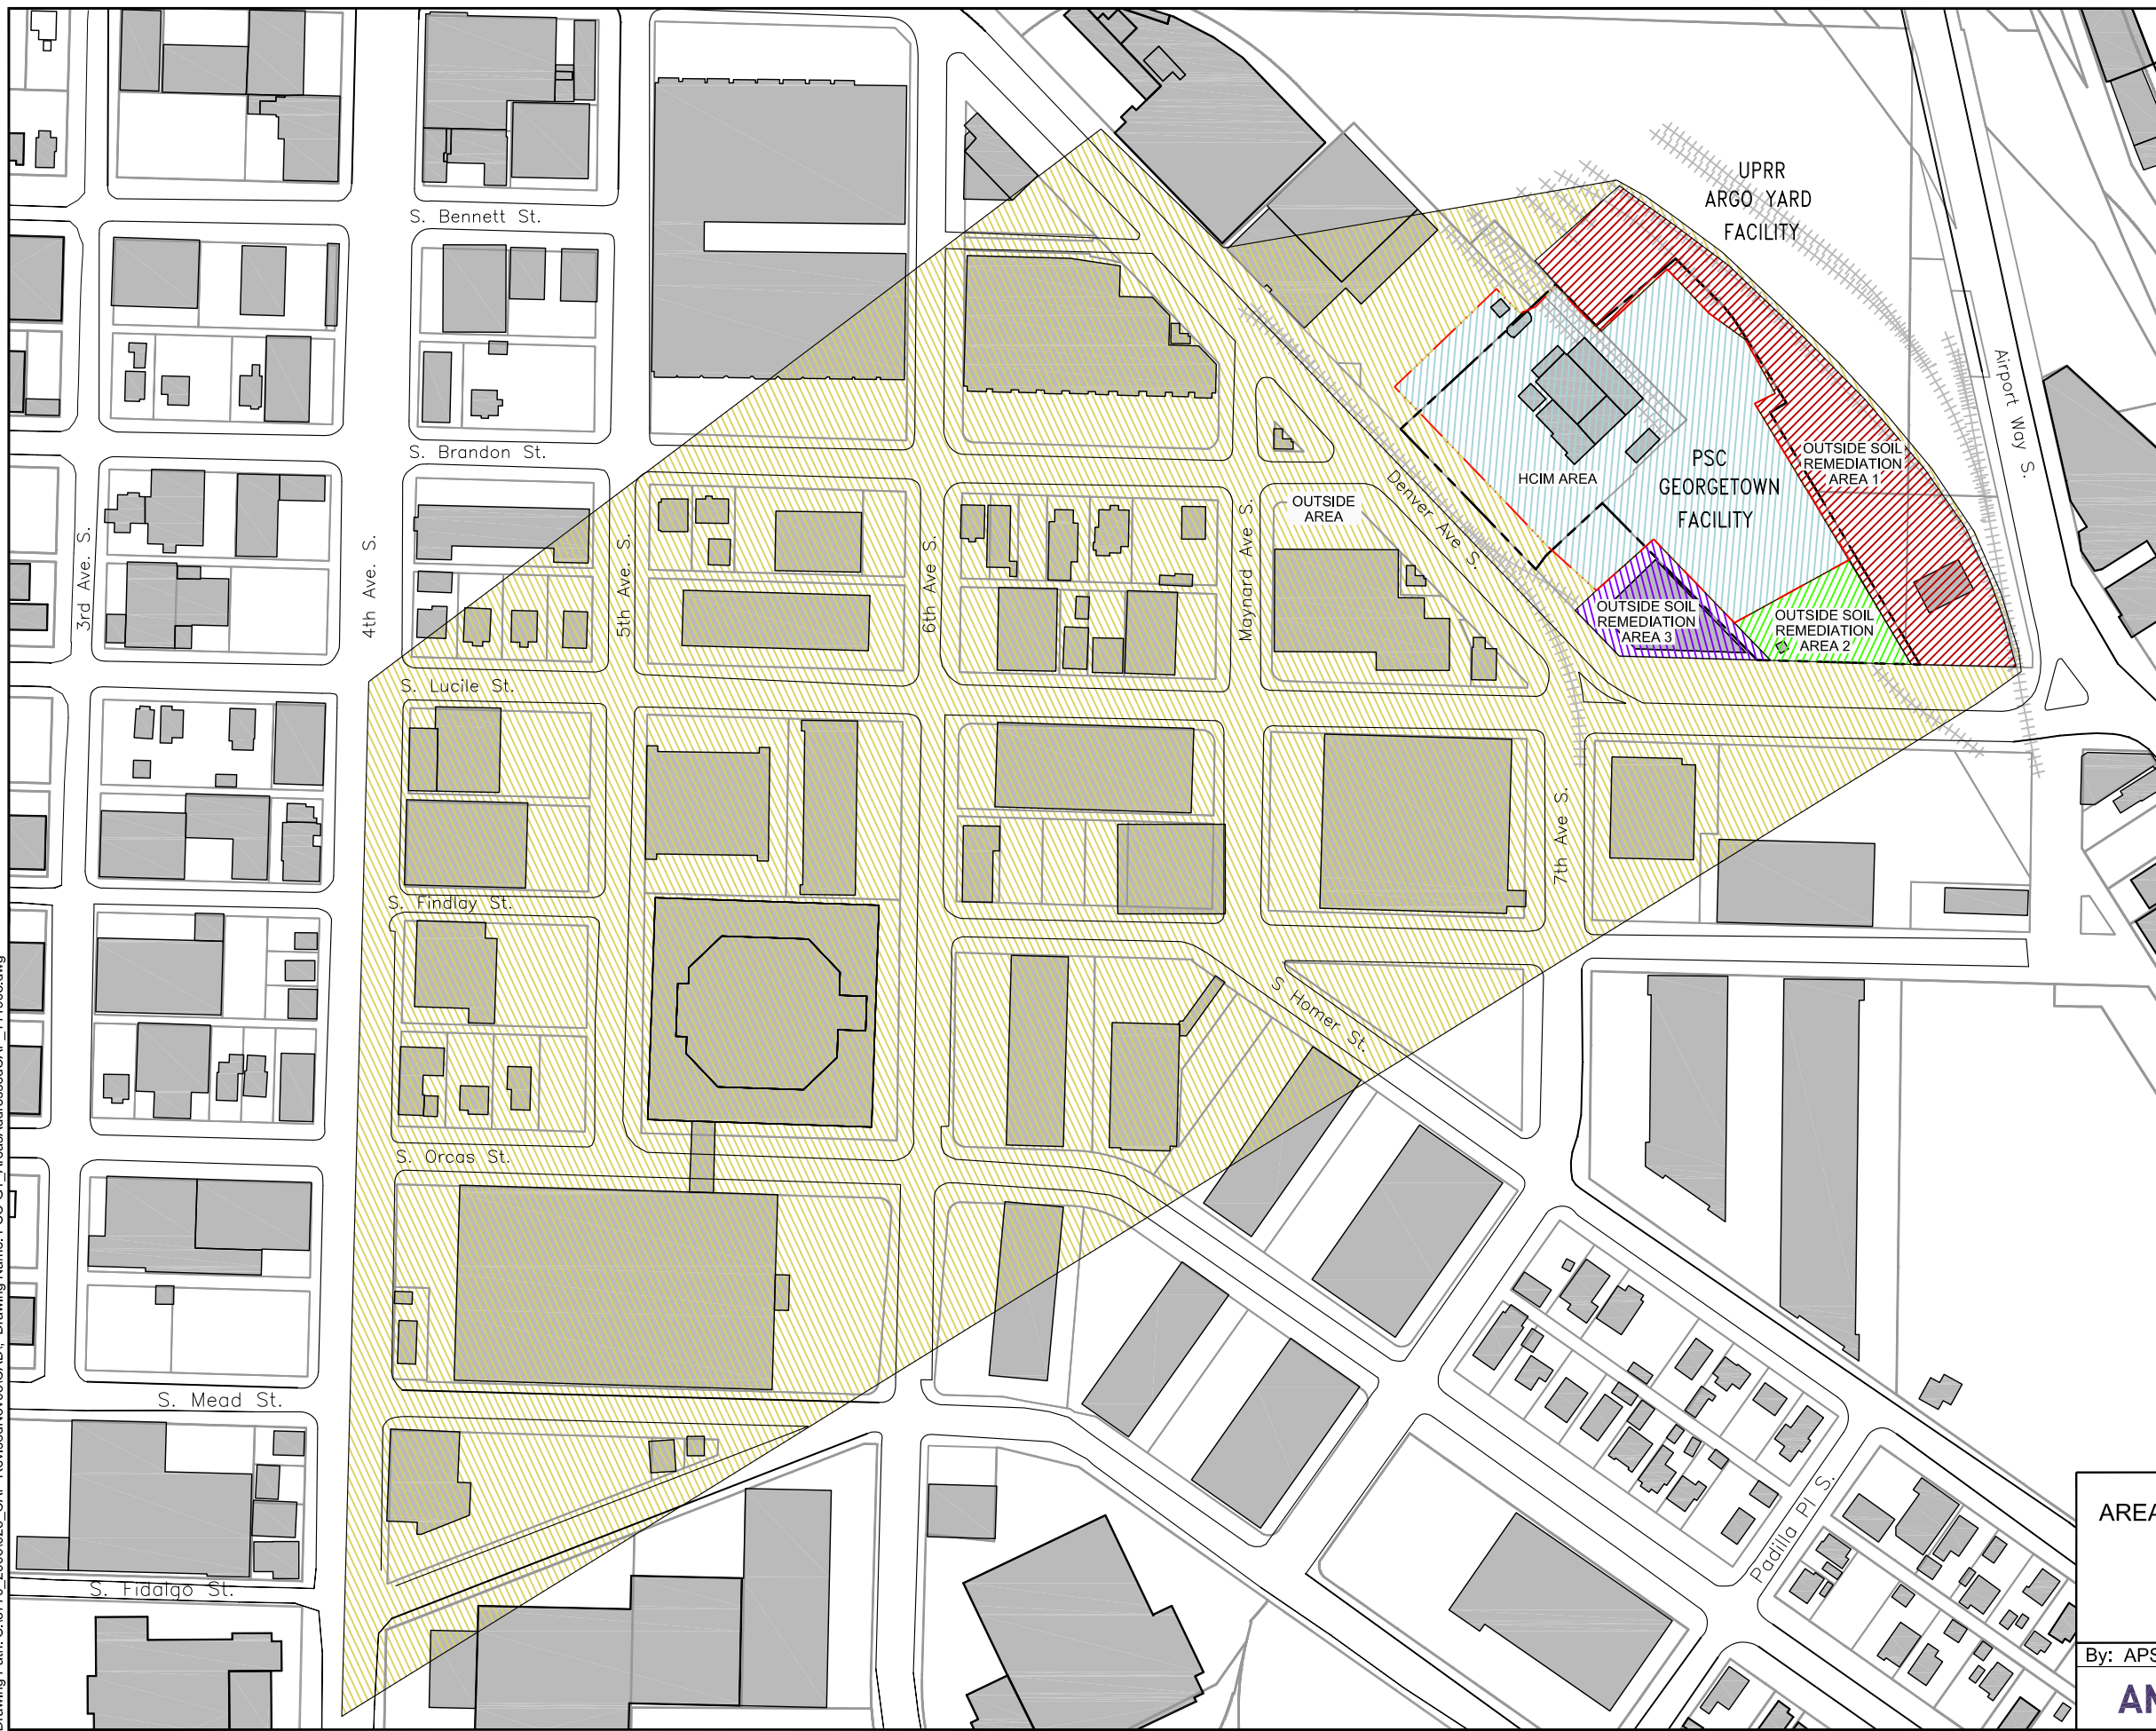 UPRR
ARGO YARD
FACILITY
S. Bennett St.
Airport Way S.
S. Brandon St.
OUTSIDE SOIL
REMEDIATION
AREA 1
PSC
GEORGETOWN
FACILITY
HCIM AREA
OUTSIDE
AREA
Denver Ave S.
3rd Ave. S.
4th Ave. S.
5th Ave. S.
6th Ave S.
Maynard Ave S.
OUTSIDE SOIL
REMEDIATION
AREA 3
OUTSIDE SOIL
REMEDIATION
AREA 2
S. Lucile St.
7th Ave S.
S. Findlay St.
S Homer St.
S. Orcas St.
S. Mead St.
Padilla Pl S.
S. Fidalgo St.
AREA
By: APS